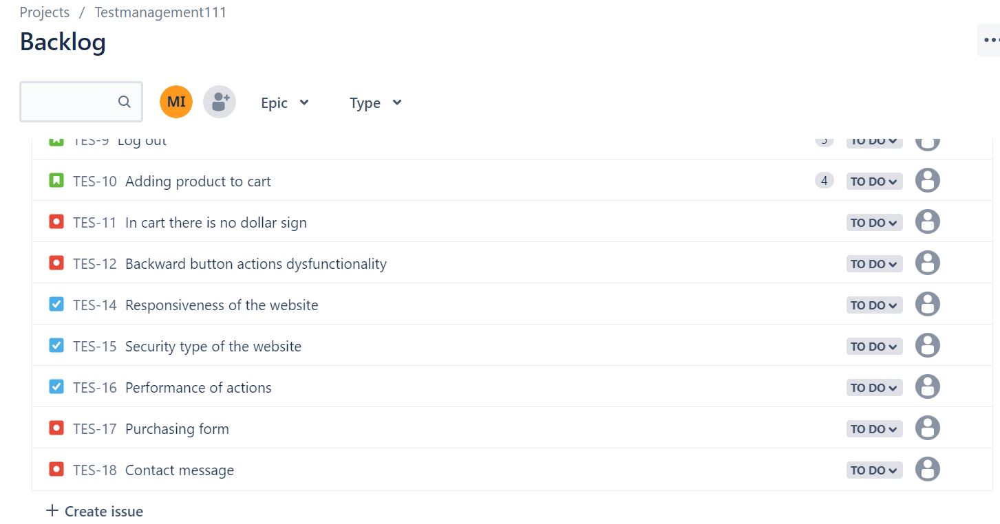 Projects / Testmanagement111
Backlog
MI Epic Type
TES-9 Log out TO DO
TES-10 Adding product to cart 4 TO DO
TES-11 In cart there is no dollar sign TO DO
TES-12 Backward button actions dysfunctionality TO DO
TES-14 Responsiveness of the website TO DO
TES-15 Security type of the website TO DO
TES-16 Performance of actions TO DO
TES-17 Purchasing form TO DO
TES-18 Contact message TO DO
+ Create issue